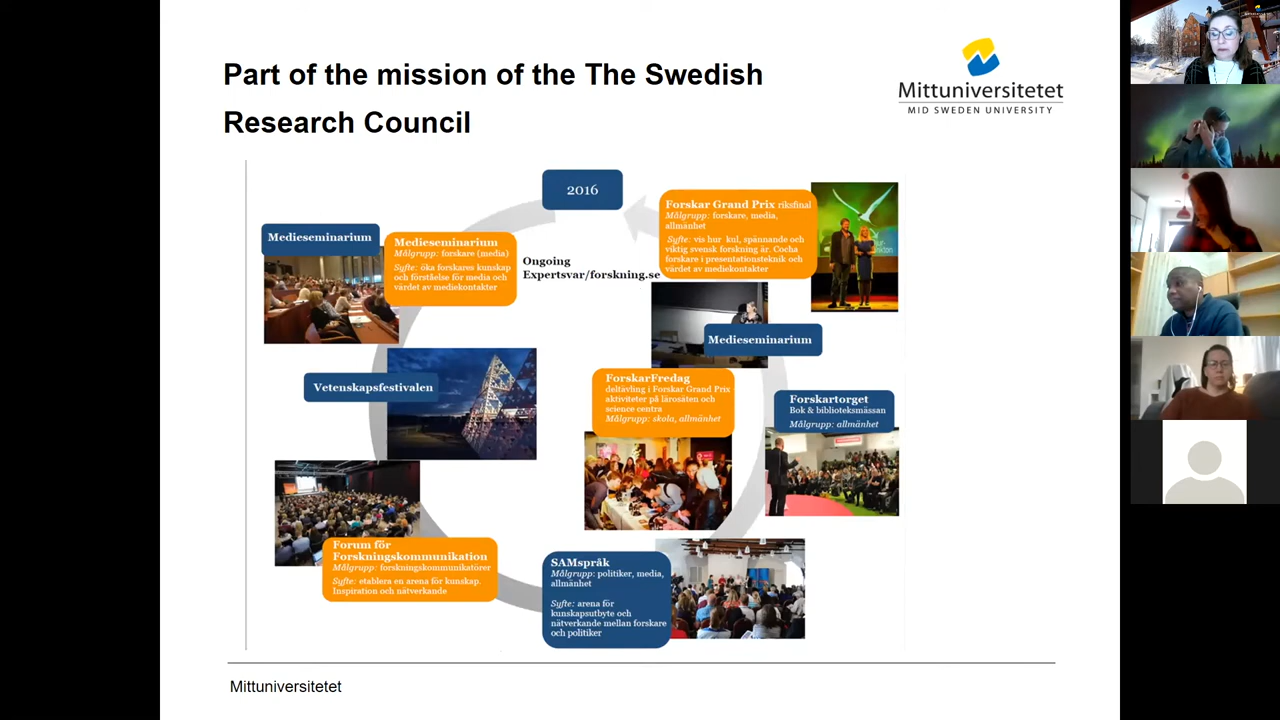 Part of the mission of the The Swedish
Research Council
Mittuniversitetet
MID SWEDEN UNIVERSITY
2016
Medieseminarium
Medieseminarium
Målgrupp: forskare (media)
Syfte: öka forskares kunskap
och förståelse för media och
värdet av mediekontakter
Ongoing
Expertsvar/forskning.se
Forskar Grand Prix riksfinal
Målgrupp: forskare, media,
allmänhet
Syfte: vis hur kul, spännande och
viktig svensk forskning är. Cocha
forskare i presentationsteknik och
värdet av mediekontakter
Medieseminarium
Vetenskapsfestivalen
ForskarFredag
deltävling i Forskar Grand Prix
aktiviteter på lärosäten och
science centra
Målgrupp: skola, allmänhet
Forskartorget
Bok & biblioteksmässan
Målgrupp: allmänhet
Forum för
Forskningskommunikation
Målgrupp: forskningskommunikatörer
Syfte: etablera en arena för kunskap.
Inspiration och nätverkande
SAMspråk
Målgrupp: politiker, media,
allmänhet
Syfte: arena för
kunskapsutbyte och
nätverkande mellan forskare
och politiker
Mittuniversitetet